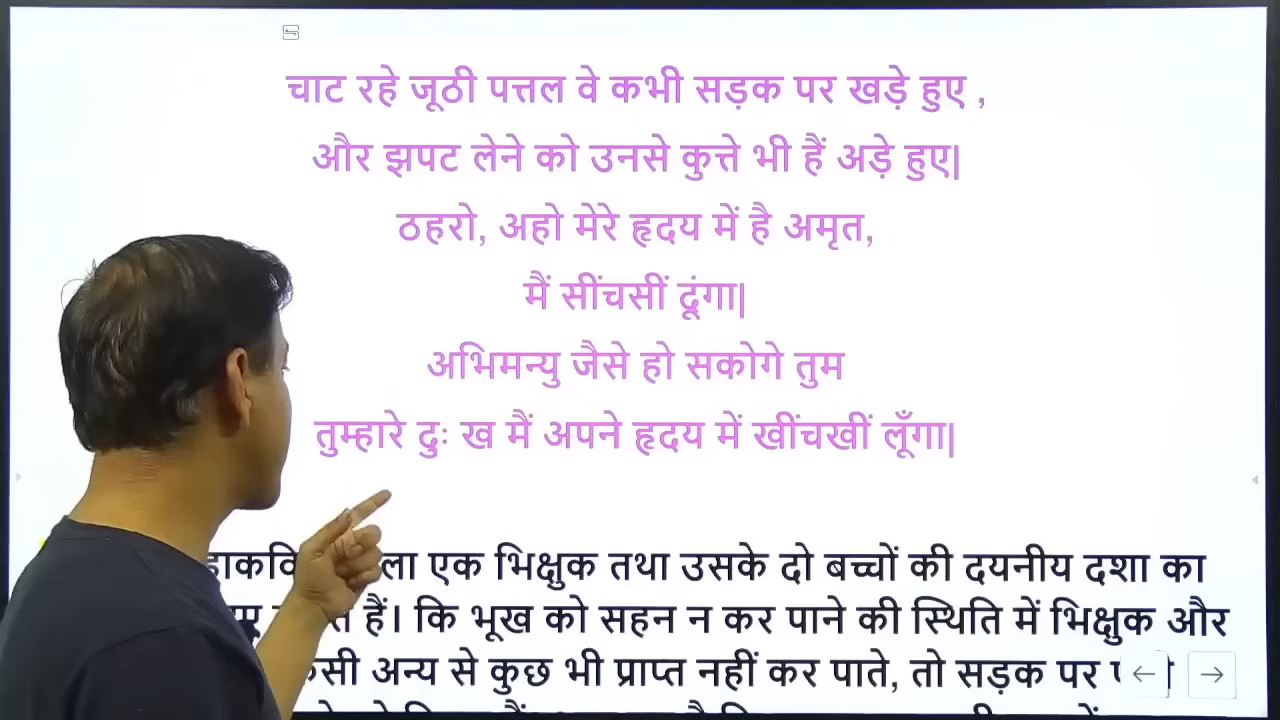 चाट रहे जूठी पत्तल वे कभी सड़क पर खड़े हुए ,
और झपट लेने को उनसे कुत्ते भी हैं अड़े हुए|
ठहरो, अहो मेरे हृदय में है अमृत,
मैं सींचसीं दूंगा|
अभिमन्यु जैसे हो सकोगे तुम
तुम्हारे दुः ख मैं अपने हृदय में खींचखीं लूँगा|
एक भिक्षुक तथा उसके दो बच्चों की दयनीय दशा का
हैं। कि भूख को सहन न कर पाने की स्थिति में भिक्षुक और
अन्य से कुछ भी प्राप्त नहीं कर पाते, तो सड़क पर